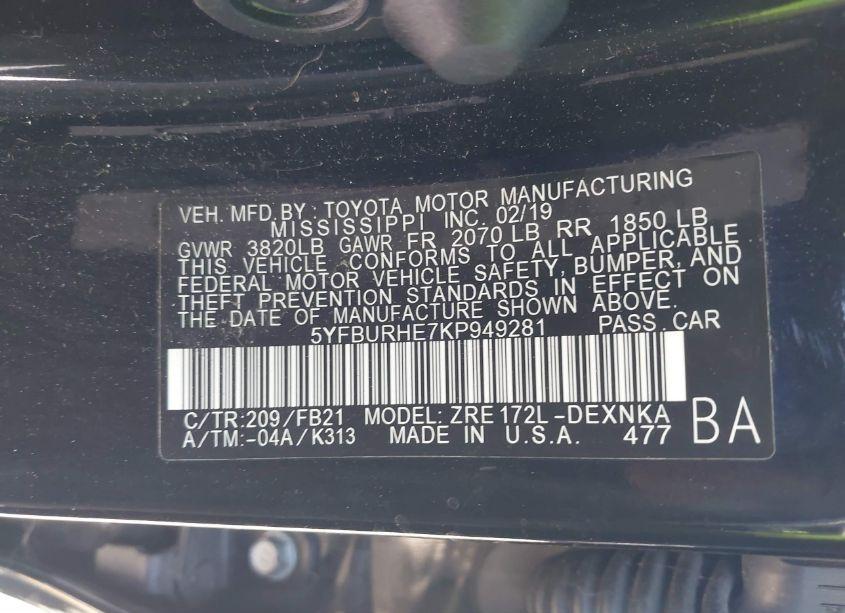 VEH. MFD. BY: TOYOTA MOTOR MANUFACTURING
MISSISSIPPI INC. 02/19
GVWR 3820LB GAWR FR 2070 LB RR 1850 LB
THIS VEHICLE CONFORMS TO ALL APPLICABLE
FEDERAL MOTOR VEHICLE SAFETY, BUMPER, AND
THEFT PREVENTION STANDARDS IN EFFECT ON
THE DATE OF MANUFACTURE SHOWN ABOVE.
5YFBURHE7KP949281 PASS. CAR
C/TR:209/FB21 MODEL: ZRE172L-DEXNKA
A/TM:-04A/K313 MADE IN U.S.A. 477
BA